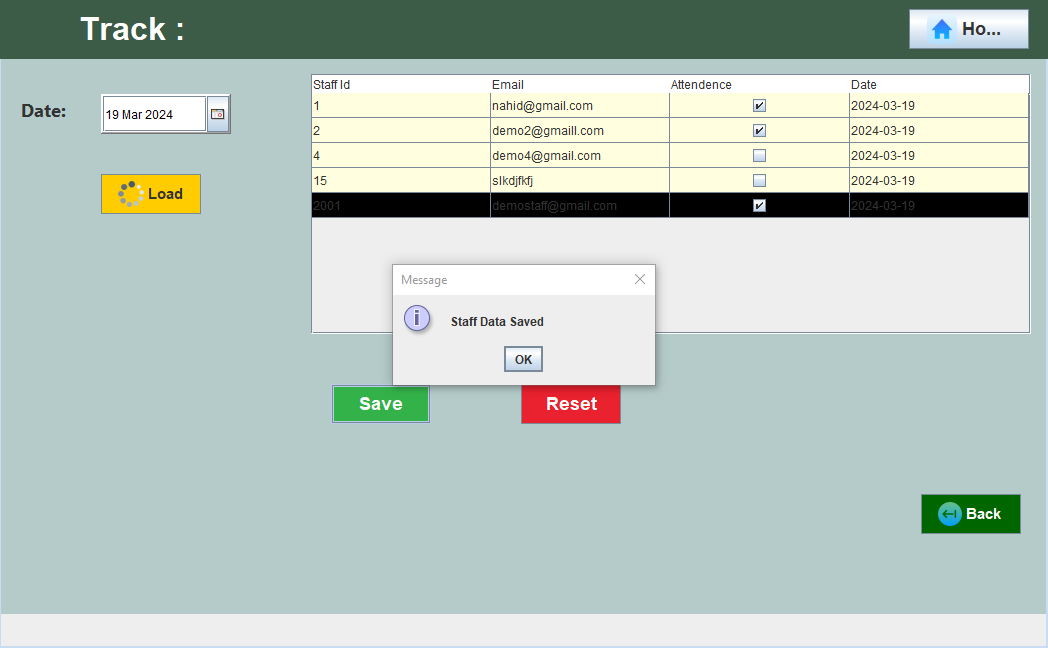 Track :
Ho...
Date:
19 Mar 2024
Load
Staff Id Email Attendence Date
1 nahid@gmail.com 2024-03-19
2 demo2@gmaill.com 2024-03-19
4 demo4@gmail.com 2024-03-19
15 slkdjfkfj 2024-03-19
2001 demostaff@gmail.com 2024-03-19
Message
Staff Data Saved
OK
Save
Reset
Back